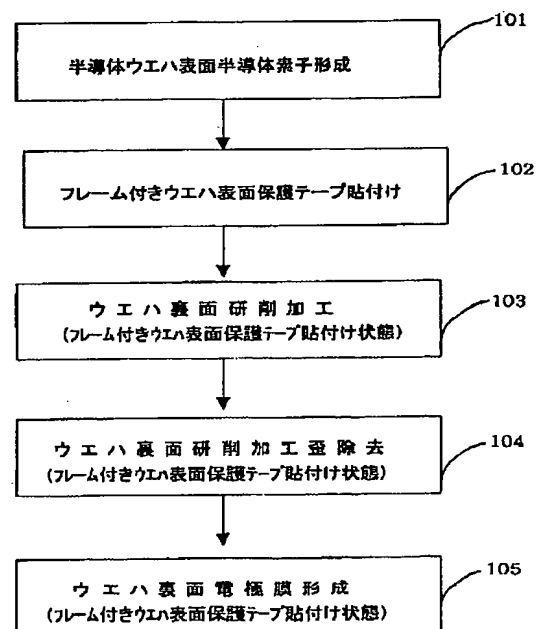 101
半導体ウエハ表面半導体素子形成
102
フレーム付きウエハ表面保護テープ貼付け
103
ウエハ裏面研削加工
(フレーム付きウエハ表面保護テープ貼付け状態)
104
ウエハ裏面研削加工歪除去
(フレーム付きウエハ表面保護テープ貼付け状態)
105
ウエハ裏面電極膜形成
(フレーム付きウエハ表面保護テープ貼付け状態)